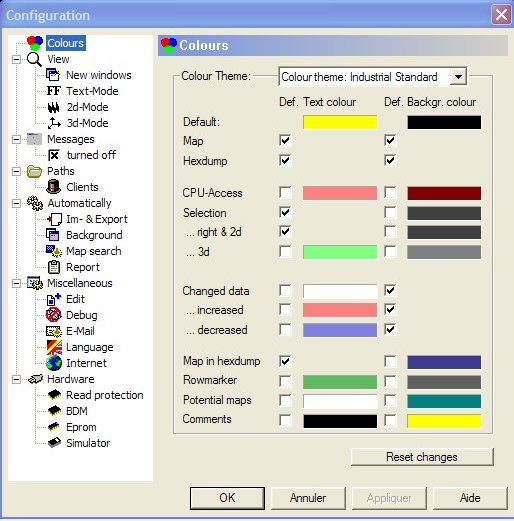 Configuration
Colours
View
New windows
Text-Mode
2d-Mode
3d-Mode
Messages
turned off
Paths
Clients
Automatically
Im- & Export
Background
Map search
Report
Miscellaneous
Edit
Debug
E-Mail
Language
Internet
Hardware
Read protection
BDM
Eprom
Simulator
Colours
Colour Theme: Colour theme: Industrial Standard
Def. Text colour Def. Backgr. colour
Default:
Map
Hexdump
CPU-Access
Selection
... right & 2d
... 3d
Changed data
... increased
... decreased
Map in hexdump
Rowmarker
Potential maps
Comments
Reset changes
OK Annuler Appliquer Aide